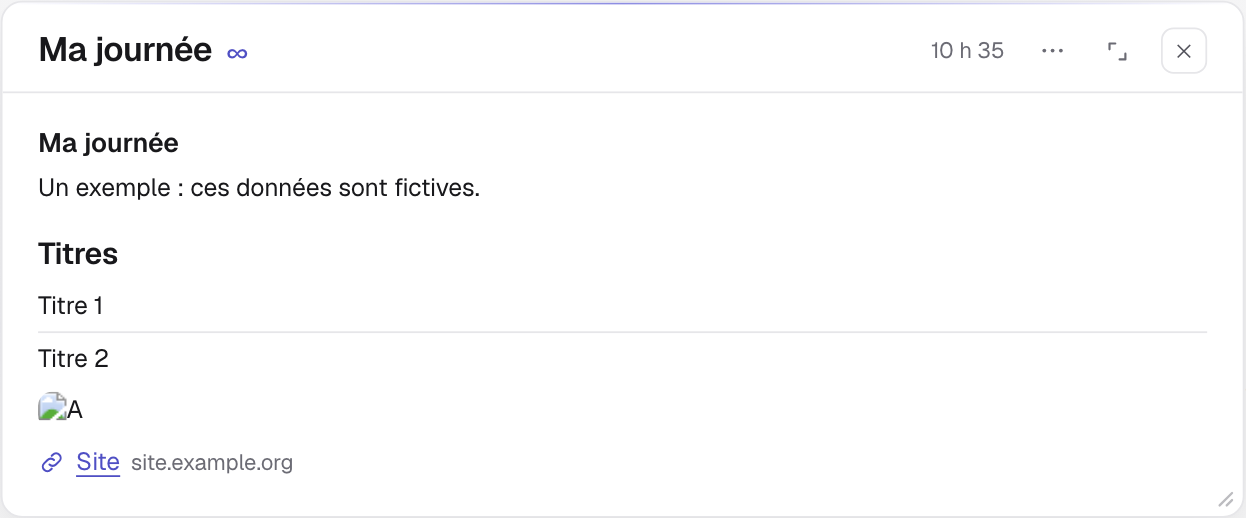 Ma journée
10 h 35
Ma journée
Un exemple : ces données sont fictives.
Titres
Titre 1
Titre 2
A
Site site.example.org